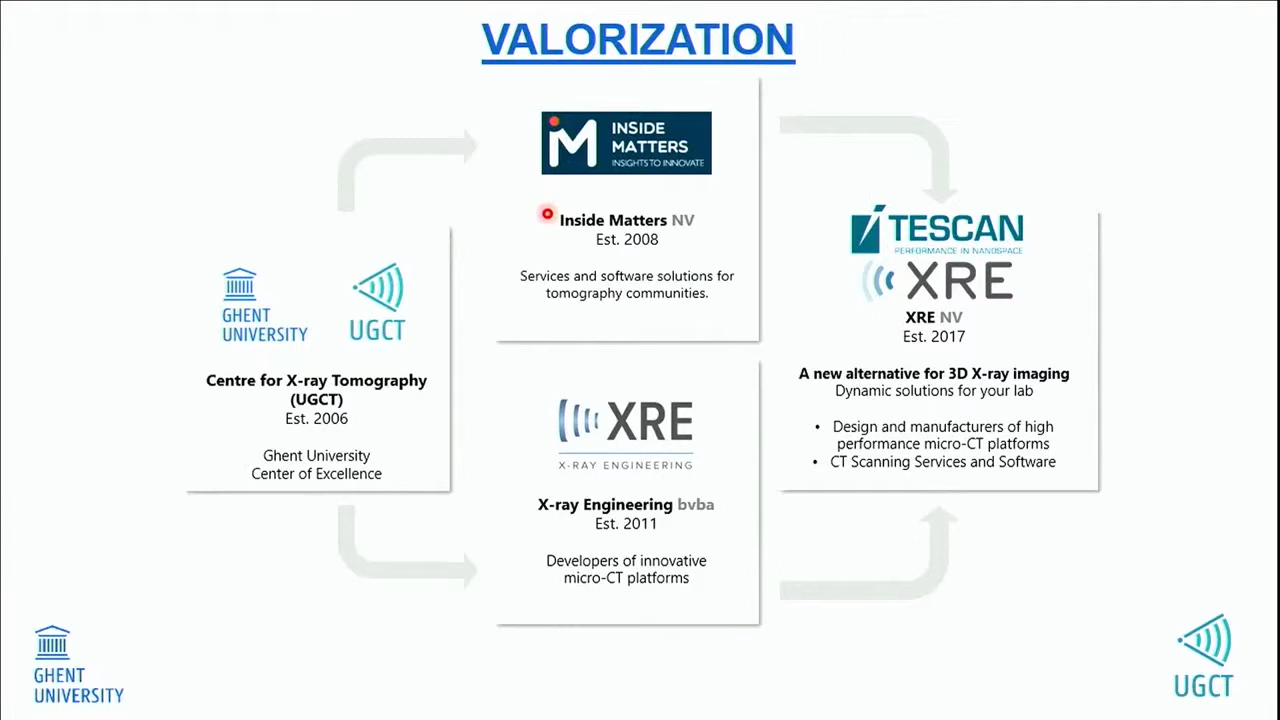 VALORIZATION
GHENT
UNIVERSITY
UGCT
Centre for X-ray Tomography
(UGCT)
Est. 2006
Ghent University
Center of Excellence
iM
INSIDE
MATTERS
INSIGHTS TO INNOVATE
Inside Matters NV
Est. 2008
Services and software solutions for
tomography communities.
XRE
X-RAY ENGINEERING
X-ray Engineering bvba
Est. 2011
Developers of innovative
micro-CT platforms
TESCAN
PERFORMANCE IN NANOSPACE
XRE
XRE NV
Est. 2017
A new alternative for 3D X-ray imaging
Dynamic solutions for your lab
• Design and manufacturers of high
performance micro-CT platforms
• CT Scanning Services and Software
GHENT
UNIVERSITY
UGCT